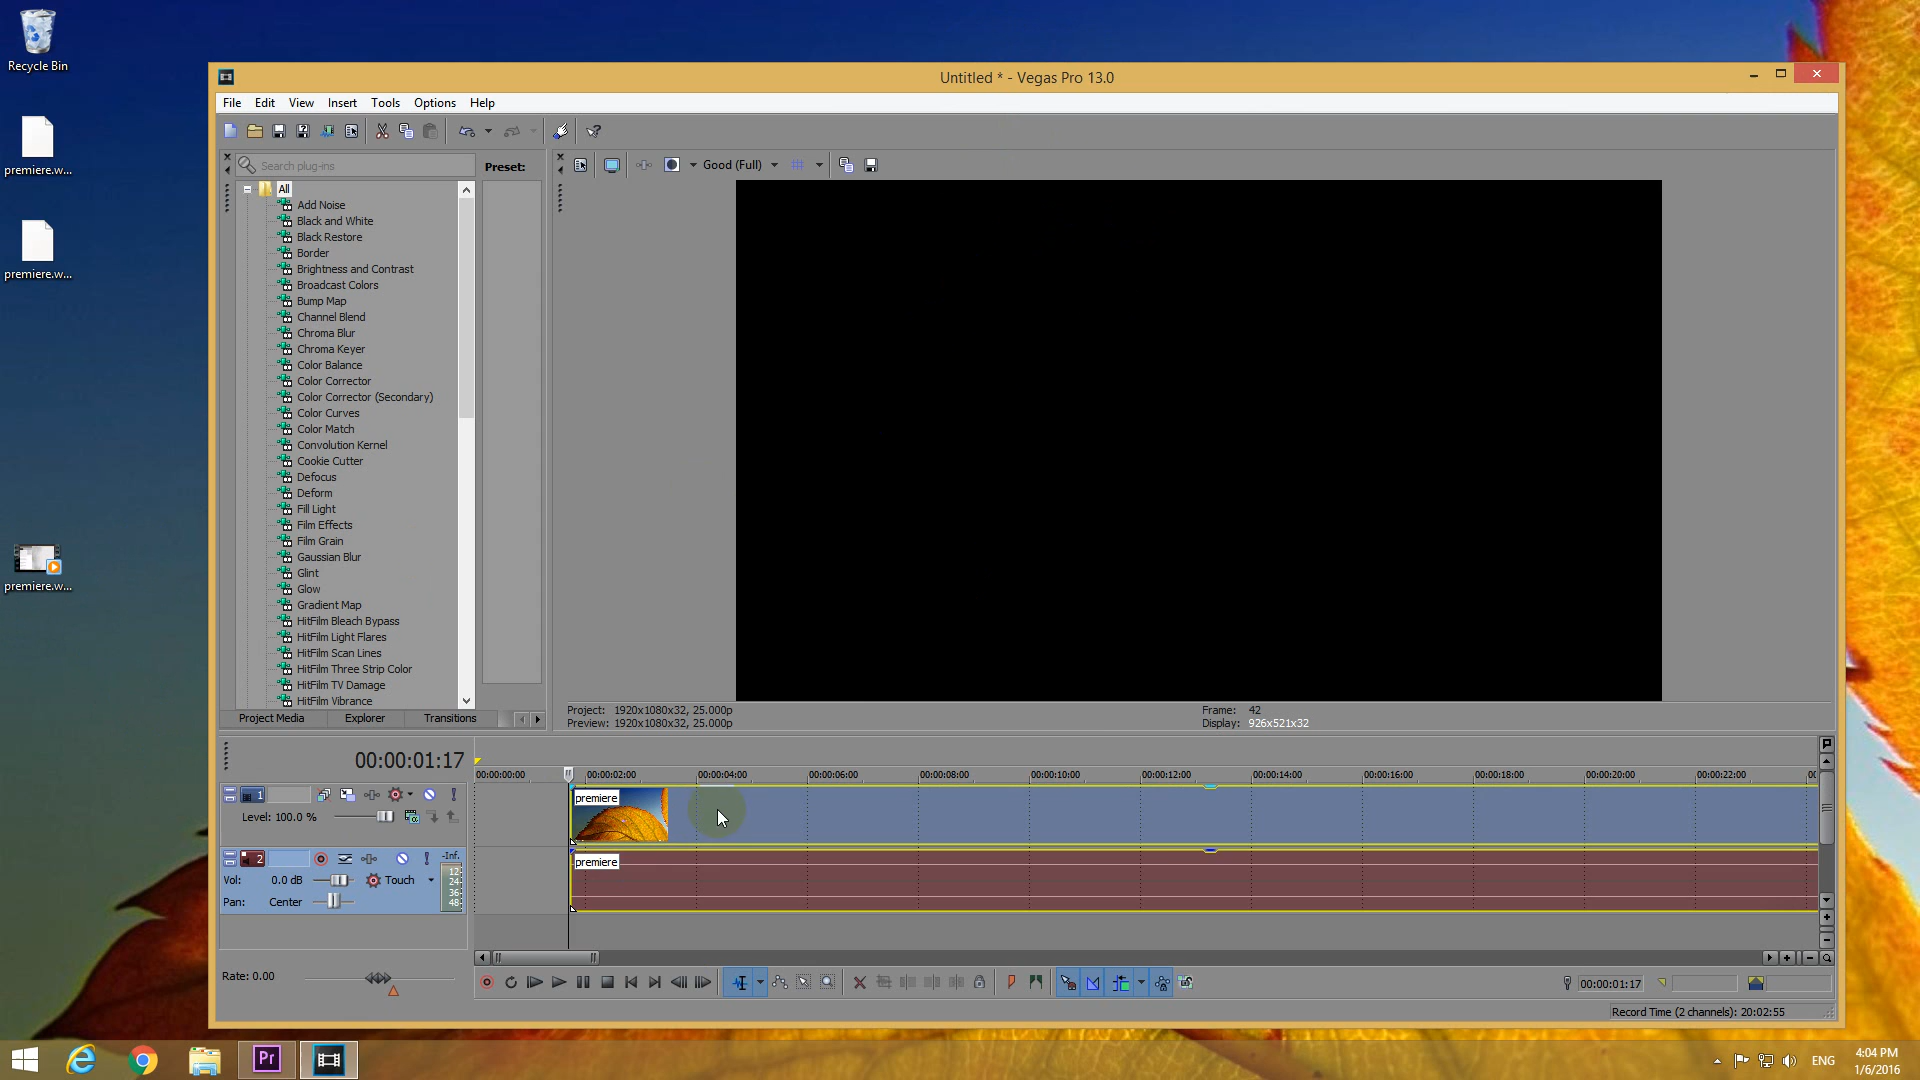 Recycle Bin
premiere.w...
premiere.w...
premiere.w...
Untitled * - Vegas Pro 13.0
File Edit View Insert Tools Options Help
Search plug-ins
Preset:
Good (Full)
All
Add Noise
Black and White
Black Restore
Border
Brightness and Contrast
Broadcast Colors
Bump Map
Channel Blend
Chroma Blur
Chroma Keyer
Color Balance
Color Corrector
Color Corrector (Secondary)
Color Curves
Color Match
Convolution Kernel
Cookie Cutter
Defocus
Deform
Fill Light
Film Effects
Film Grain
Gaussian Blur
Glint
Glow
Gradient Map
HitFilm Bleach Bypass
HitFilm Light Flares
HitFilm Scan Lines
HitFilm Three Strip Color
HitFilm TV Damage
HitFilm Vibrance
Project Media Explorer Transitions
Project: 1920x1080x32, 25.000p
Preview: 1920x1080x32, 25.000p
Frame: 42
Display: 926x521x32
00:00:01:17
00:00:00:00 00:00:02:00 00:00:04:00 00:00:06:00 00:00:08:00 00:00:10:00 00:00:12:00 00:00:14:00 00:00:16:00 00:00:18:00 00:00:20:00 00:00:22:00 00
1
Level: 100.0 %
premiere
2
-Inf.
Vol: 0.0 dB Touch
Pan: Center
12
24
36
48
premiere
Rate: 0.00
00:00:01:17
Record Time (2 channels): 20:02:55
Pr
ENG
4:04 PM
1/6/2016